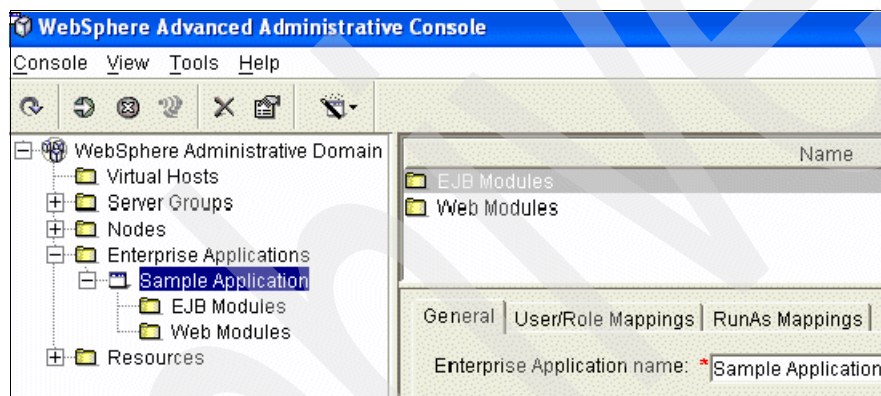 WebSphere Advanced Administrative Console
Console View Tools Help
WebSphere Administrative Domain
Virtual Hosts
Server Groups
Nodes
Enterprise Applications
Sample Application
EJB Modules
Web Modules
Resources
Name
EJB Modules
Web Modules
General User/Role Mappings RunAs Mappings
Enterprise Application name: *Sample Application